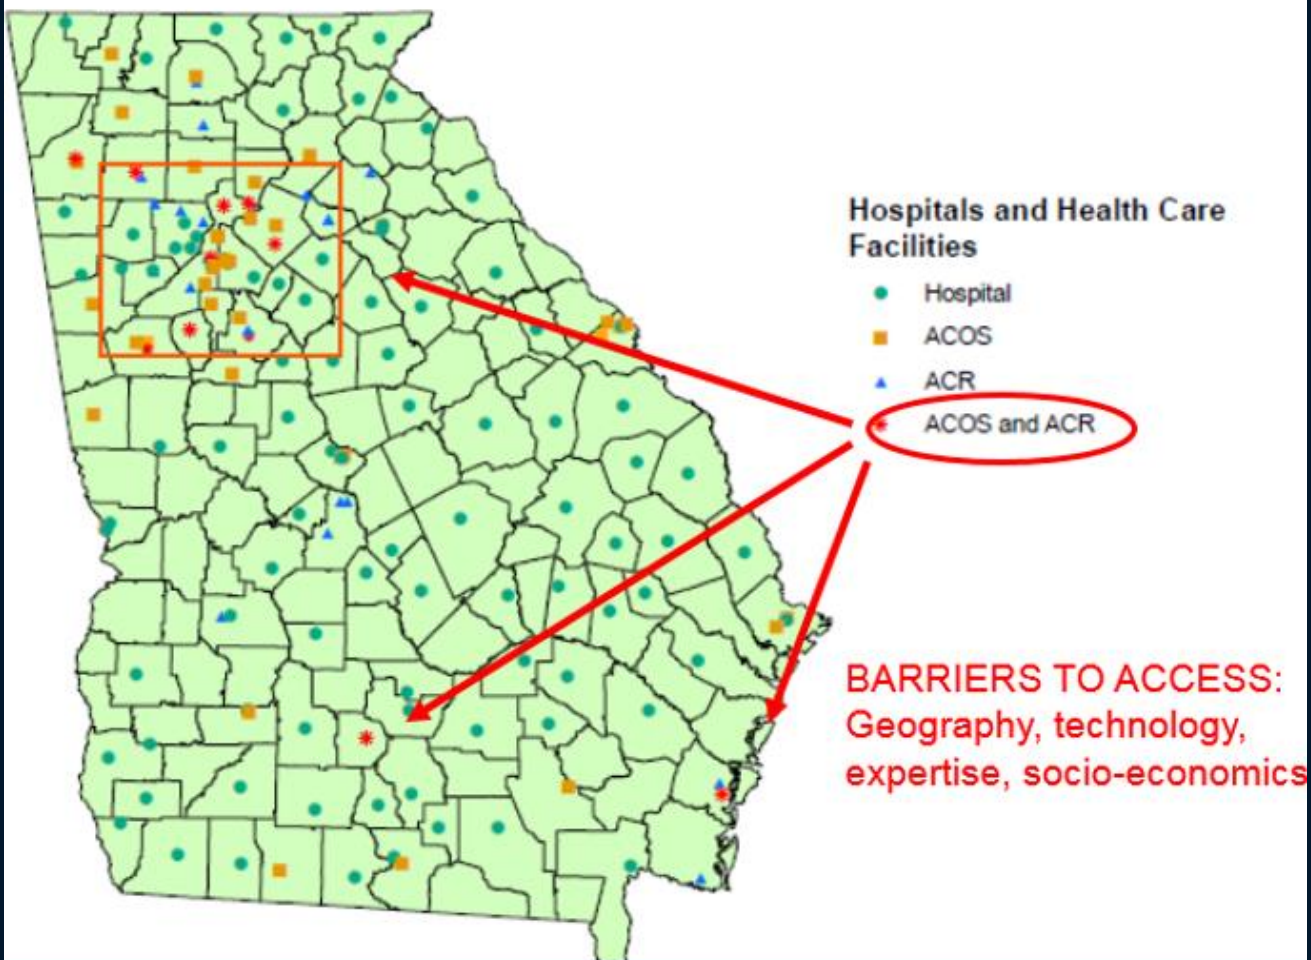 Hospitals and Health Care
Facilities
Hospital
ACOS
ACR
ACOS and ACR
BARRIERS TO ACCESS:
Geography, technology,
expertise, socio-economics